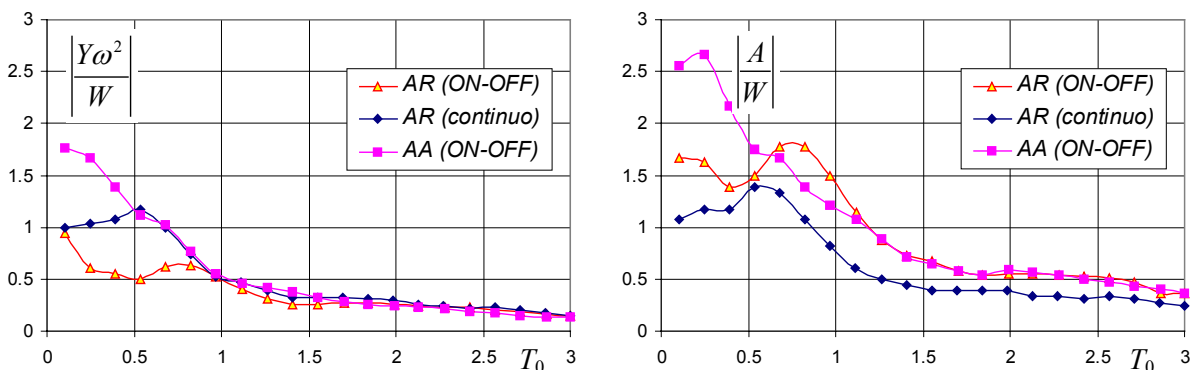 3
2.5
2
1.5
1
0.5
0
0 0.5 1 1.5 2 2.5 3
|Yω²/W|
AR (ON-OFF)
AR (continuo)
AA (ON-OFF)
T₀
3
2.5
2
1.5
1
0.5
0
0 0.5 1 1.5 2 2.5 3
|A/W|
AR (ON-OFF)
AR (continuo)
AA (ON-OFF)
T₀